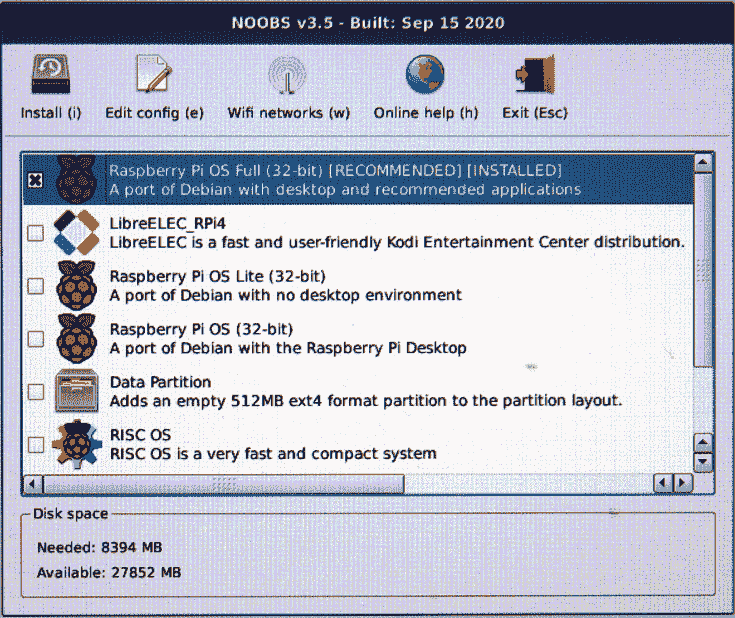 NOOBS v3.5 - Built: Sep 15 2020
Install (i)
Edit config (e)
Wifi networks (w)
Online help (h)
Exit (Esc)
Raspberry Pi OS Full (32-bit) [RECOMMENDED] [INSTALLED]
A port of Debian with desktop and recommended applications
LibreELEC_RPi4
LibreELEC is a fast and user-friendly Kodi Entertainment Center distribution.
Raspberry Pi OS Lite (32-bit)
A port of Debian with no desktop environment
Raspberry Pi OS (32-bit)
A port of Debian with the Raspberry Pi Desktop
Data Partition
Adds an empty 512MB ext4 format partition to the partition layout.
RISC OS
RISC OS is a very fast and compact system
Disk space
Needed: 8394 MB
Available: 27852 MB